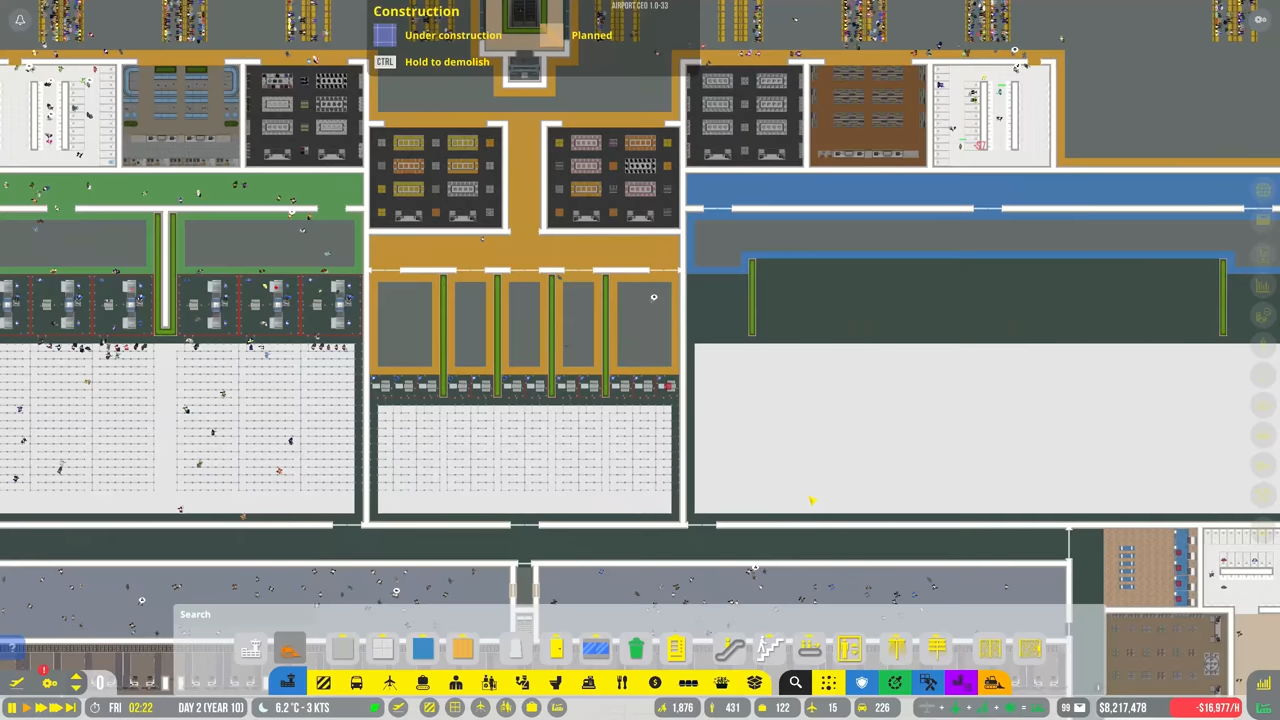 AIRPORT CEO 1.0-33
Construction
Under construction
Planned
CTRL
Hold to demolish
Search
?
!
FRI
02:22
DAY 2 (YEAR 10)
6.2°C - 3 KTS
1,876
431
122
15
226
99
$8,217,478
-$16,977/H